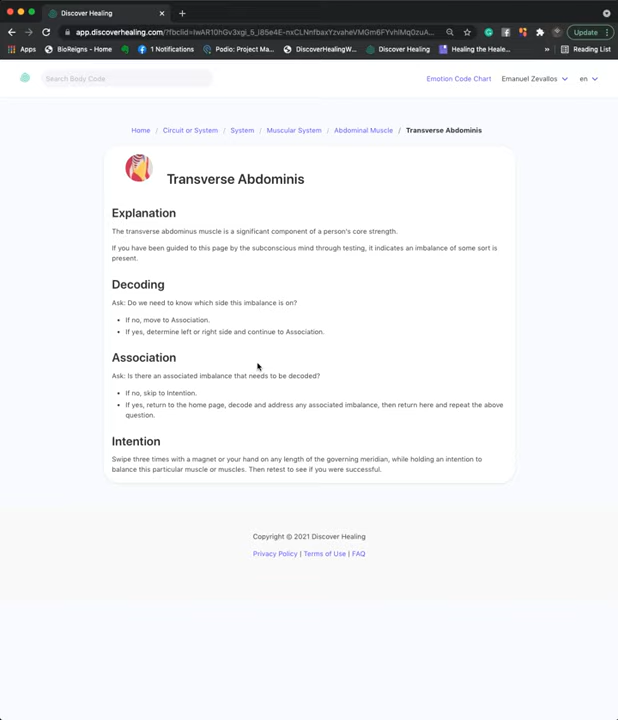 Discover Healing
app.discoverhealing.com/?fbclid=
Update
Apps
BioReigns - Home
1 Notifications
Podio: Project Ma...
DiscoverHealingW...
Discover Healing
Healing the Heale...
»
Reading List
Search Body Code
Emotion Code Chart
Emanuel Zevallos
en
Home / Circuit or System / System / Muscular System / Abdominal Muscle / Transverse Abdominis
Transverse Abdominis
Explanation
The transverse abdominus muscle is a significant component of a person's core strength.
If you have been guided to this page by the subconscious mind through testing, it indicates an imbalance of some sort is
present.
Decoding
Ask: Do we need to know which side this imbalance is on?
• If no, move to Association.
• If yes, determine left or right side and continue to Association.
Association
Ask: Is there an associated imbalance that needs to be decoded?
• If no, skip to Intention.
• If yes, return to the home page, decode and address any associated imbalance, then return here and repeat the above
question.
Intention
Swipe three times with a magnet or your hand on any length of the governing meridian, while holding an intention to
balance this particular muscle or muscles. Then retest to see if you were successful.
Copyright © 2021 Discover Healing
Privacy Policy | Terms of Use | FAQ